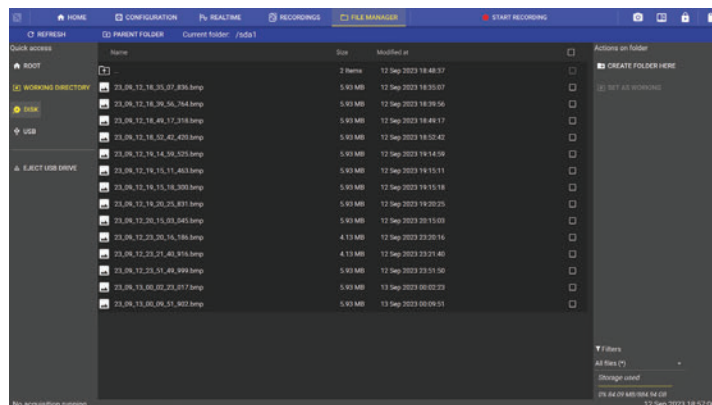 HOME CONFIGURATION REALTIME RECORDINGS FILE MANAGER START RECORDING
REFRESH PARENT FOLDER Current folder: /sda1
Quick access
ROOT
WORKING DIRECTORY
DISK
USB
EJECT USB DRIVE
Name Size Modified at
.. 2 items 12 Sep 2023 18:48:37
23_09_12_18_35_07_836.bmp 5.93 MB 12 Sep 2023 18:35:07
23_09_12_18_39_56_764.bmp 5.93 MB 12 Sep 2023 18:39:56
23_09_12_18_49_17_318.bmp 5.93 MB 12 Sep 2023 18:49:17
23_09_12_18_52_42_420.bmp 5.93 MB 12 Sep 2023 18:52:42
23_09_12_19_14_59_525.bmp 5.93 MB 12 Sep 2023 19:14:59
23_09_12_19_15_11_463.bmp 5.93 MB 12 Sep 2023 19:15:11
23_09_12_19_15_18_300.bmp 5.93 MB 12 Sep 2023 19:15:18
23_09_12_19_20_25_831.bmp 5.93 MB 12 Sep 2023 19:20:25
23_09_12_20_15_03_045.bmp 5.93 MB 12 Sep 2023 20:15:03
23_09_12_23_20_16_186.bmp 4.13 MB 12 Sep 2023 23:20:16
23_09_12_23_21_40_916.bmp 4.13 MB 12 Sep 2023 23:21:40
23_09_12_23_51_49_999.bmp 5.93 MB 12 Sep 2023 23:51:50
23_09_13_00_02_23_017.bmp 5.93 MB 13 Sep 2023 00:02:23
23_09_13_00_09_51_902.bmp 5.93 MB 13 Sep 2023 00:09:51
Actions on folder
CREATE FOLDER HERE
SET AS WORKING
Filters
All files (*)
Storage used
No acquisition running
12 Sep 2023 18:57:0